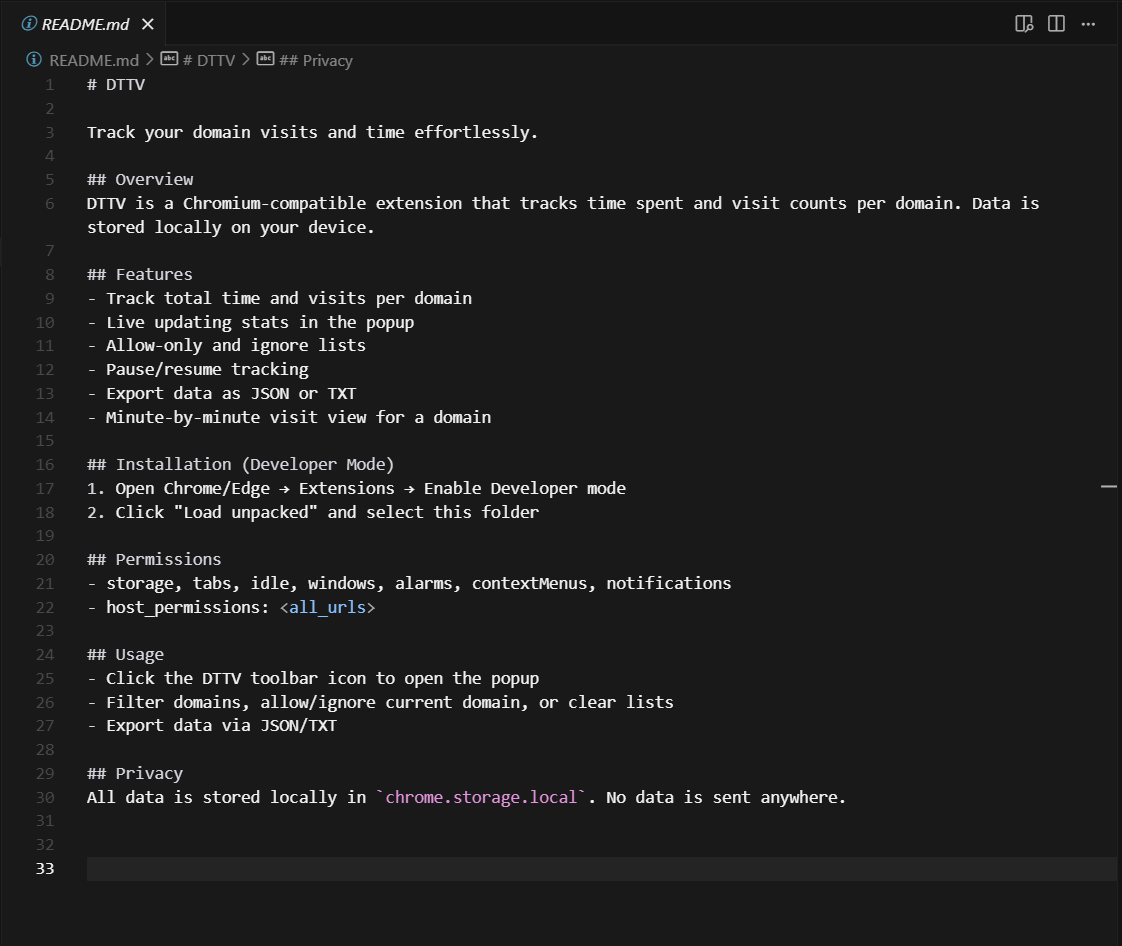 README.md
README.md > # DTTV > ## Privacy
1 # DTTV
2
3 Track your domain visits and time effortlessly.
4
5 ## Overview
6 DTTV is a Chromium-compatible extension that tracks time spent and visit counts per domain. Data is
stored locally on your device.
7
8 ## Features
9 - Track total time and visits per domain
10 - Live updating stats in the popup
11 - Allow-only and ignore lists
12 - Pause/resume tracking
13 - Export data as JSON or TXT
14 - Minute-by-minute visit view for a domain
15
16 ## Installation (Developer Mode)
17 1. Open Chrome/Edge → Extensions → Enable Developer mode
18 2. Click "Load unpacked" and select this folder
19
20 ## Permissions
21 - storage, tabs, idle, windows, alarms, contextMenus, notifications
22 - host_permissions: <all_urls>
23
24 ## Usage
25 - Click the DTTV toolbar icon to open the popup
26 - Filter domains, allow/ignore current domain, or clear lists
27 - Export data via JSON/TXT
28
29 ## Privacy
30 All data is stored locally in `chrome.storage.local`. No data is sent anywhere.
31
32
33